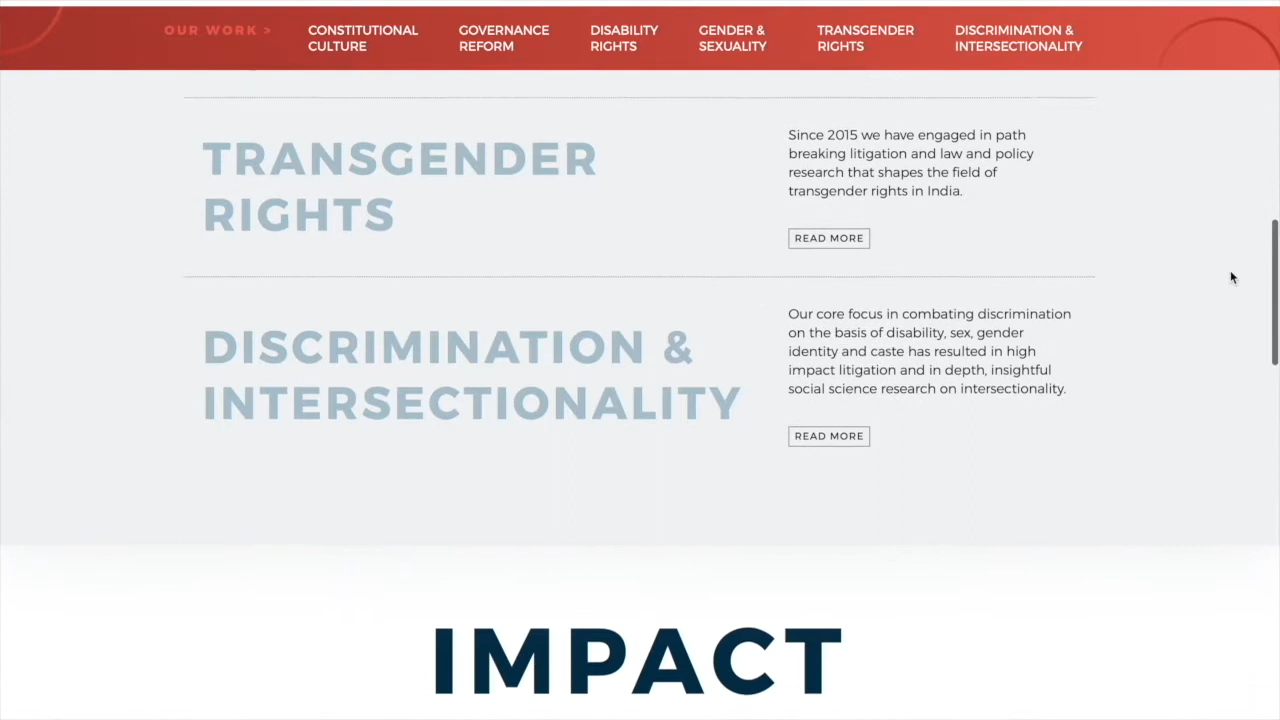 OUR WORK >
CONSTITUTIONAL
CULTURE
GOVERNANCE
REFORM
DISABILITY
RIGHTS
GENDER &
SEXUALITY
TRANSGENDER
RIGHTS
DISCRIMINATION &
INTERSECTIONALITY
TRANSGENDER
RIGHTS
Since 2015 we have engaged in path
breaking litigation and law and policy
research that shapes the field of
transgender rights in India.
READ MORE
DISCRIMINATION &
INTERSECTIONALITY
Our core focus in combating discrimination
on the basis of disability, sex, gender
identity and caste has resulted in high
impact litigation and in depth, insightful
social science research on intersectionality.
READ MORE
IMPACT